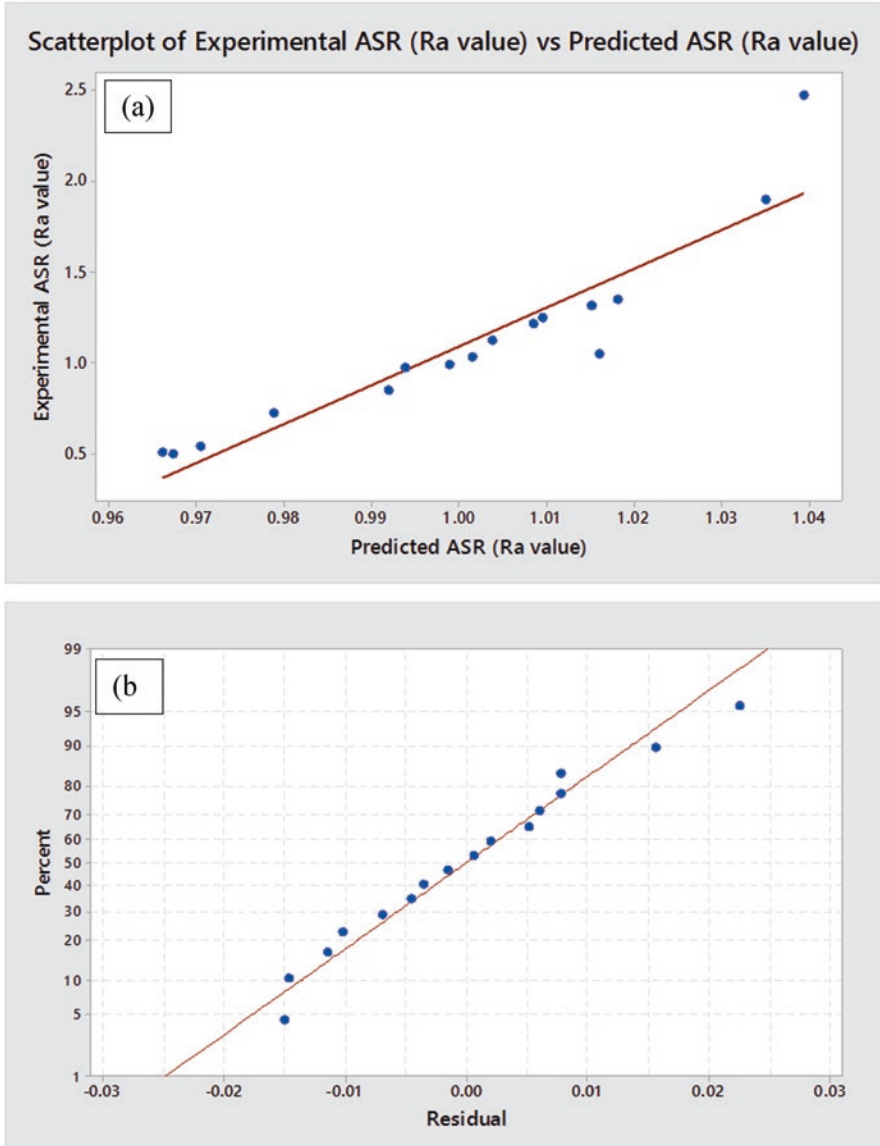 Scatterplot of Experimental ASR (Ra value) vs Predicted ASR (Ra value)
(a)
Experimental ASR (Ra value)
2.5
2.0
1.5
1.0
0.5
0.96 0.97 0.98 0.99 1.00 1.01 1.02 1.03 1.04
Predicted ASR (Ra value)
(b
Percent
99
95
90
80
70
60
50
40
30
20
10
5
1
-0.03 -0.02 -0.01 0.00 0.01 0.02 0.03
Residual